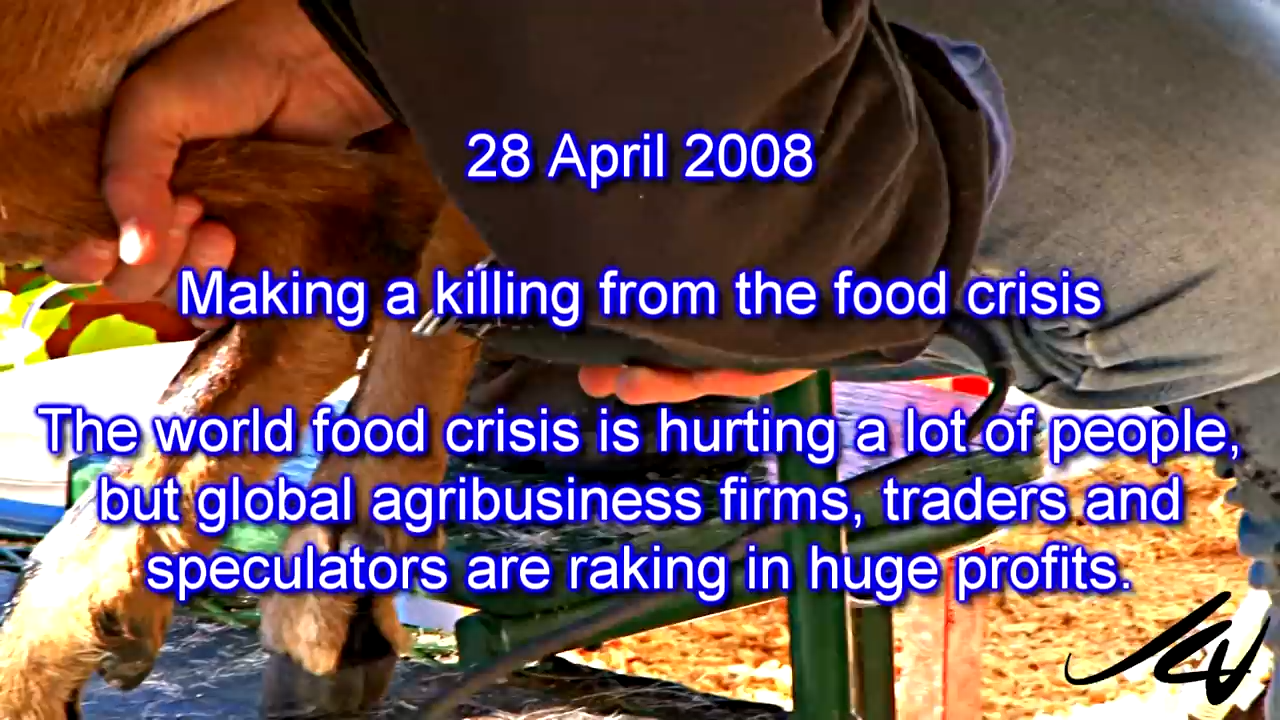 28 April 2008
Making a killing from the food crisis
The world food crisis is hurting a lot of people,
but global agribusiness firms, traders and
speculators are raking in huge profits.